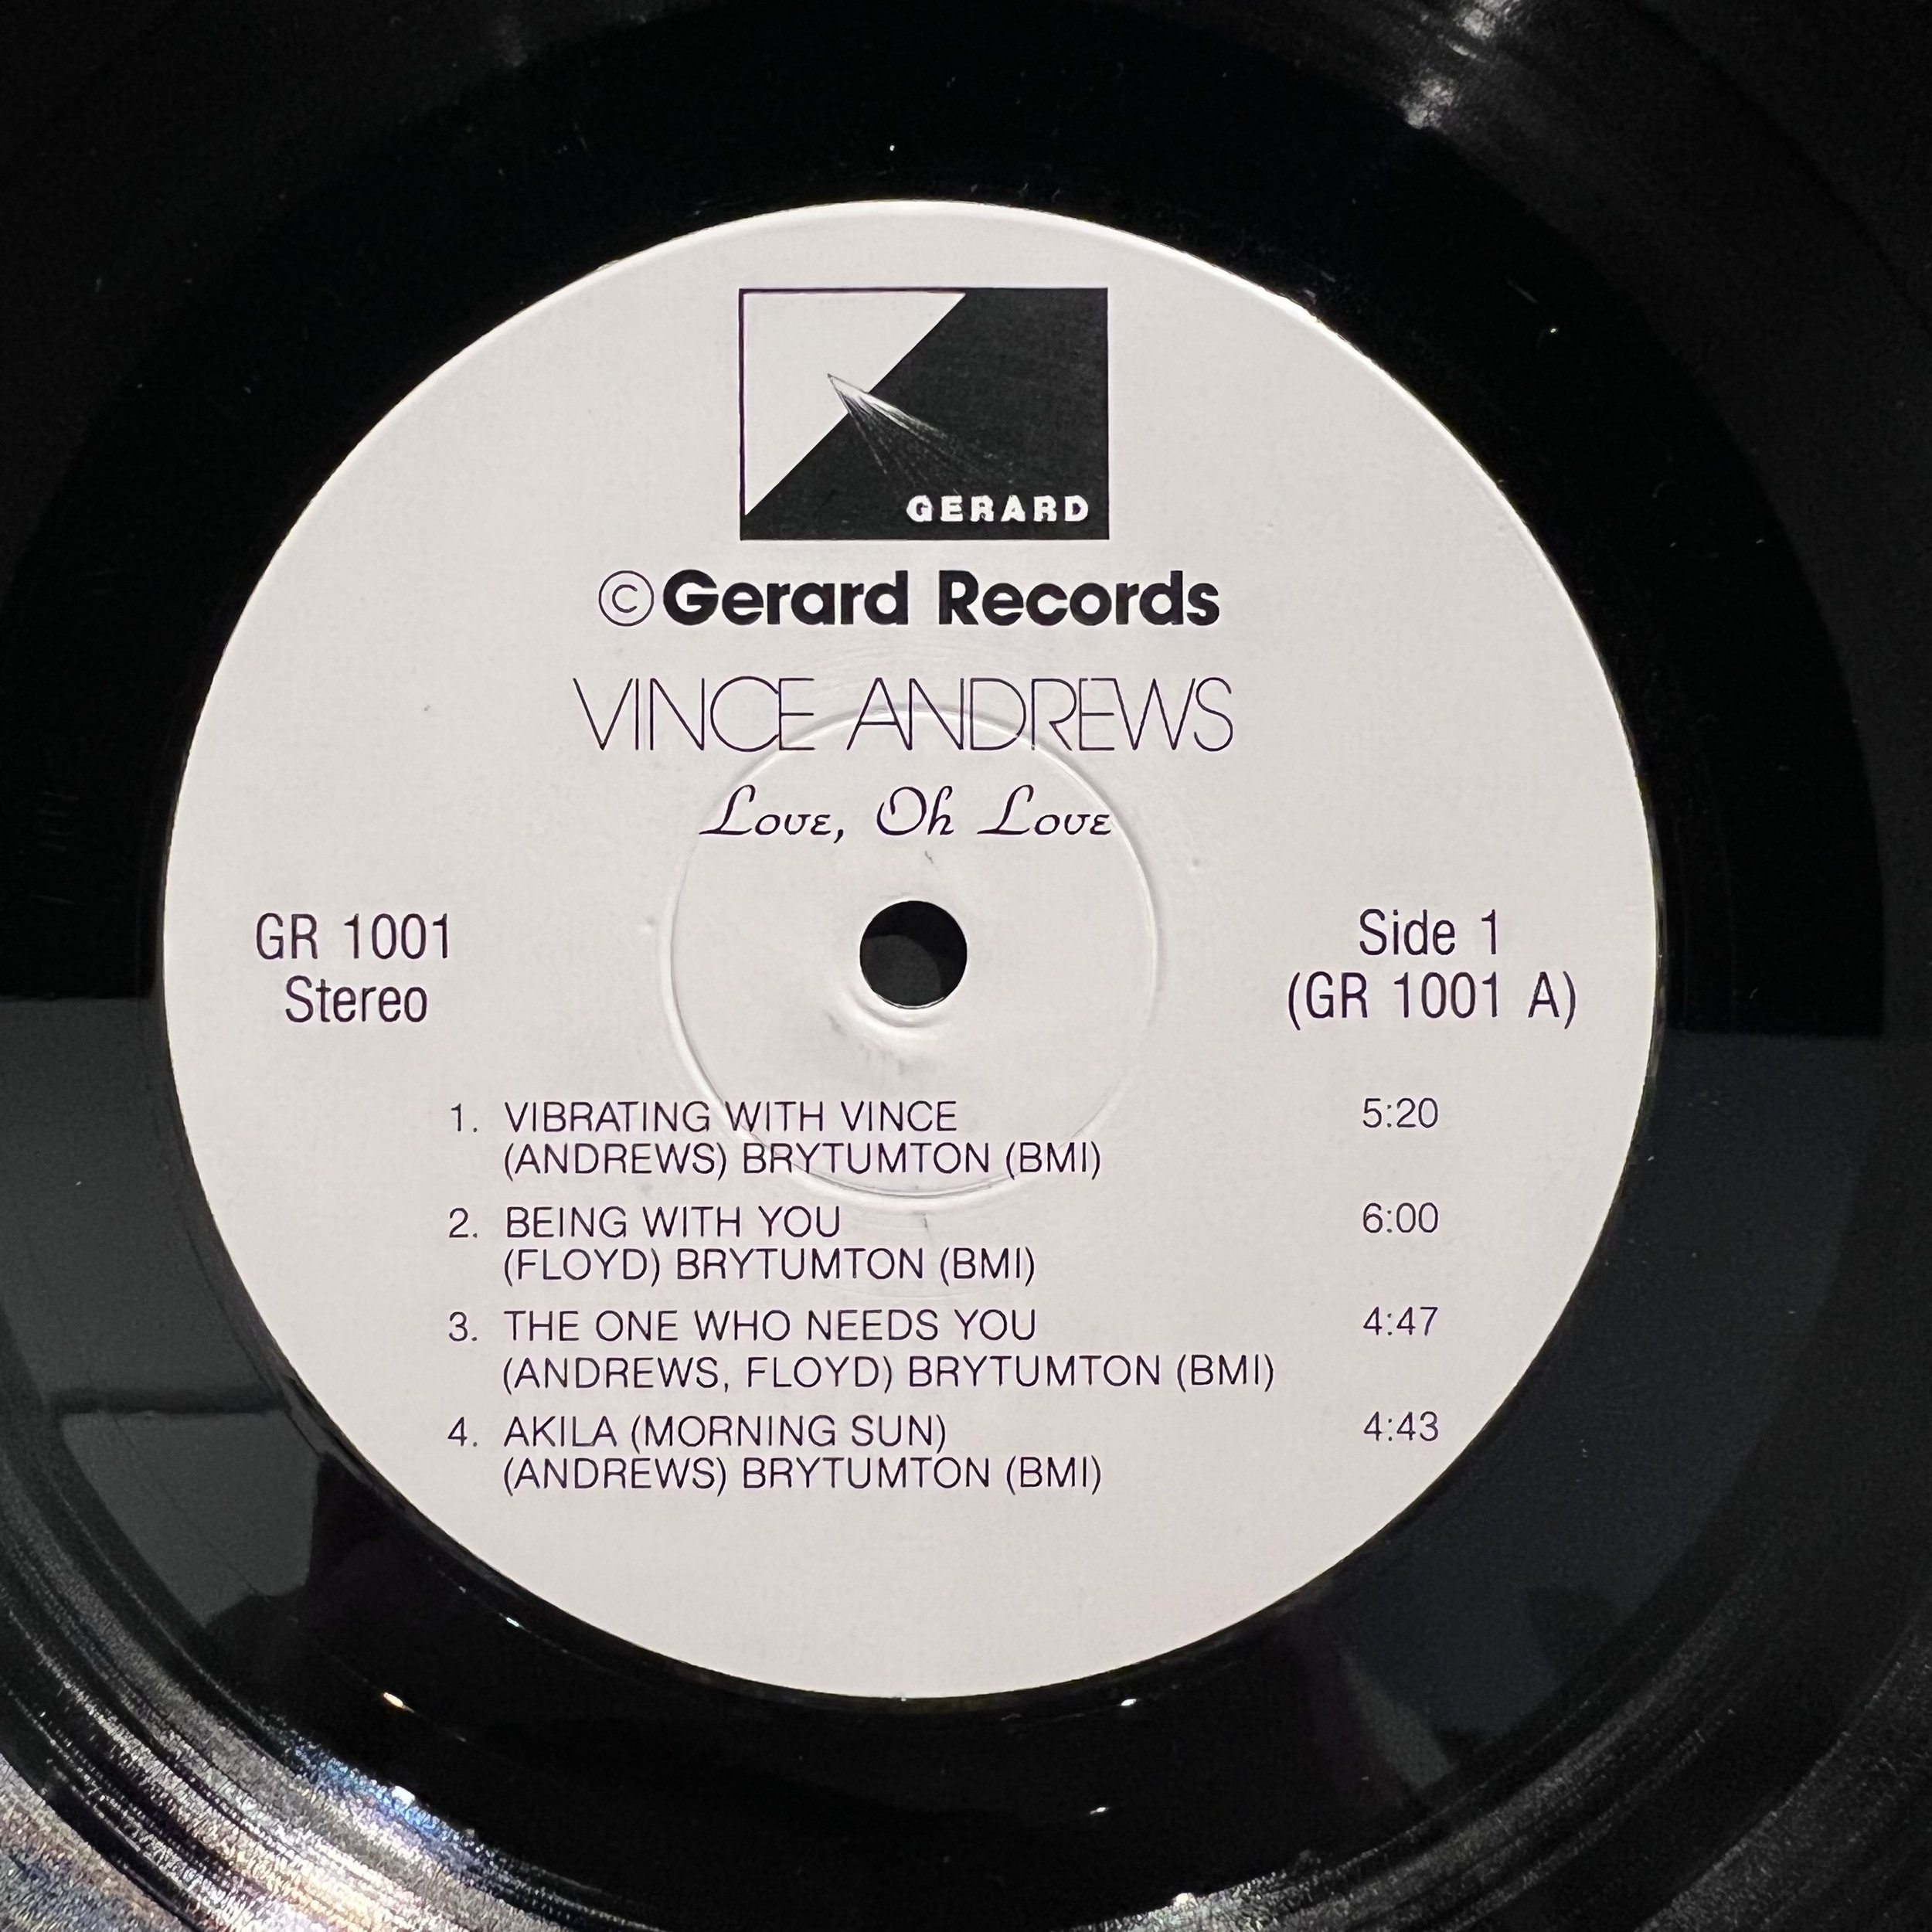 GERARD
©Gerard Records
VINCE ANDREWS
Love, Oh Love
GR 1001
Stereo
Side 1
(GR 1001 A)
1. VIBRATING WITH VINCE 5:20
(ANDREWS) BRYTUMTON (BMI)
2. BEING WITH YOU 6:00
(FLOYD) BRYTUMTON (BMI)
3. THE ONE WHO NEEDS YOU 4:47
(ANDREWS, FLOYD) BRYTUMTON (BMI)
4. AKILA (MORNING SUN) 4:43
(ANDREWS) BRYTUMTON (BMI)